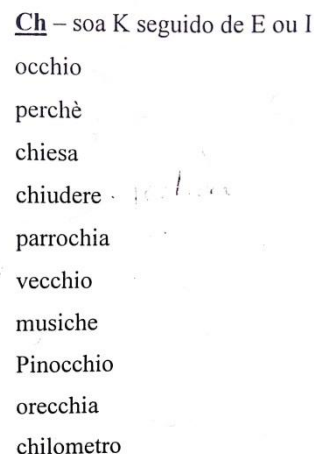 Ch – soa K seguido de E ou I
occhio
perchè
chiesa
chiudere
parrochia
vecchio
musiche
Pinocchio
orecchia
chilometro